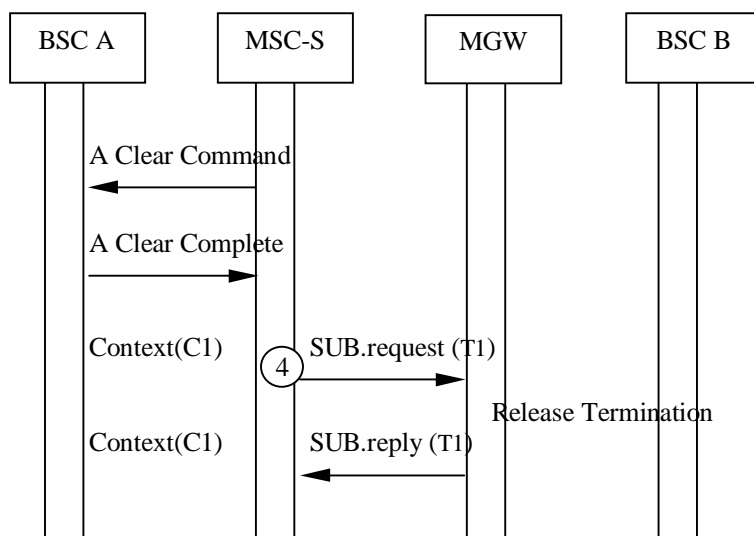 BSC A
MSC-S
MGW
BSC B
A Clear Command
A Clear Complete
Context(C1)
4
SUB.request (T1)
Release Termination
Context(C1)
SUB.reply (T1)